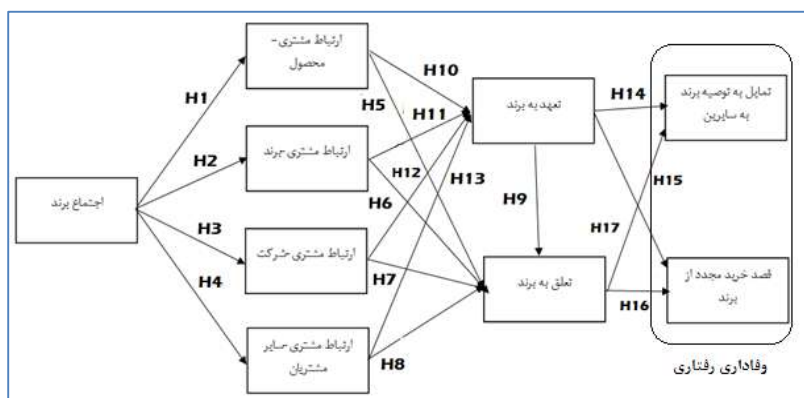 ارتباط مشتری-
محصول
H1
H10
H5
H11
H14
تعهد به برند
تمایل به توصیه برند
به سایرین
ارتباط مشتری-برند
H2
H12
H13
H6
H15
H9
اجتماع برند
H3
H17
ارتباط مشتری-شرکت
H7
H4
تعلق به برند
قصد خرید مجدد از
برند
H16
ارتباط مشتری-سایر
مشتریان
H8
وفاداری رفتاری